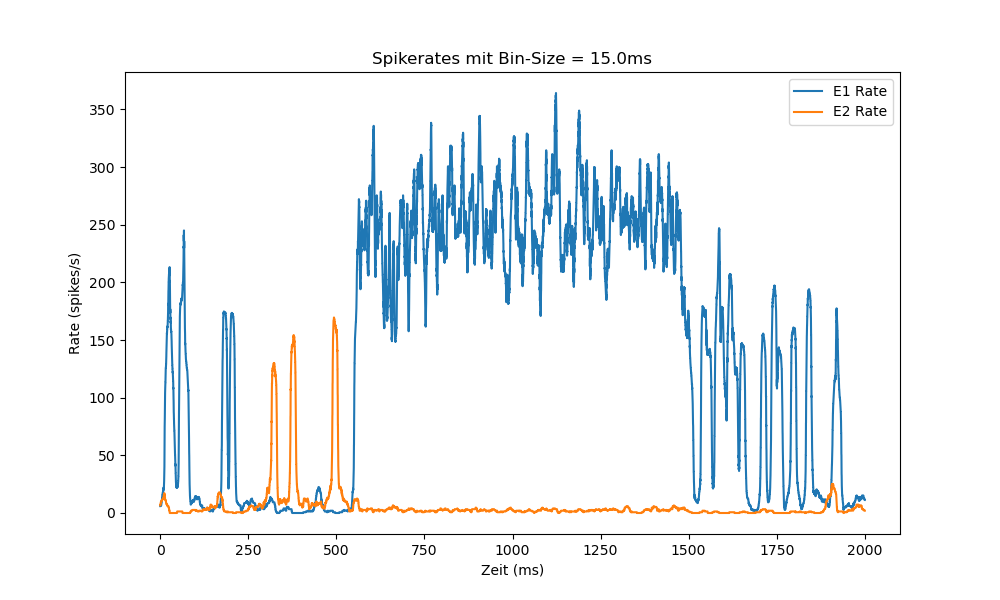 Spikerates mit Bin-Size = 15.0ms
E1 Rate
E2 Rate
Rate (spikes/s)
350
300
250
200
150
100
50
0
0 250 500 750 1000 1250 1500 1750 2000
Zeit (ms)